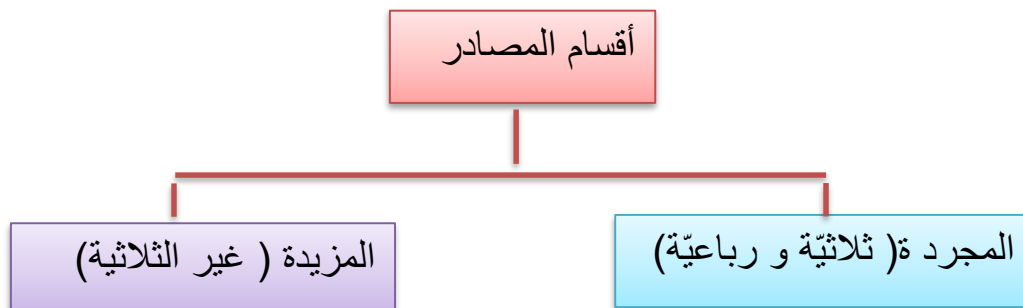 أقسام المصادر
المجرد ة( ثلاثيّة و رباعيّة)
المزيدة ( غير الثلاثية)